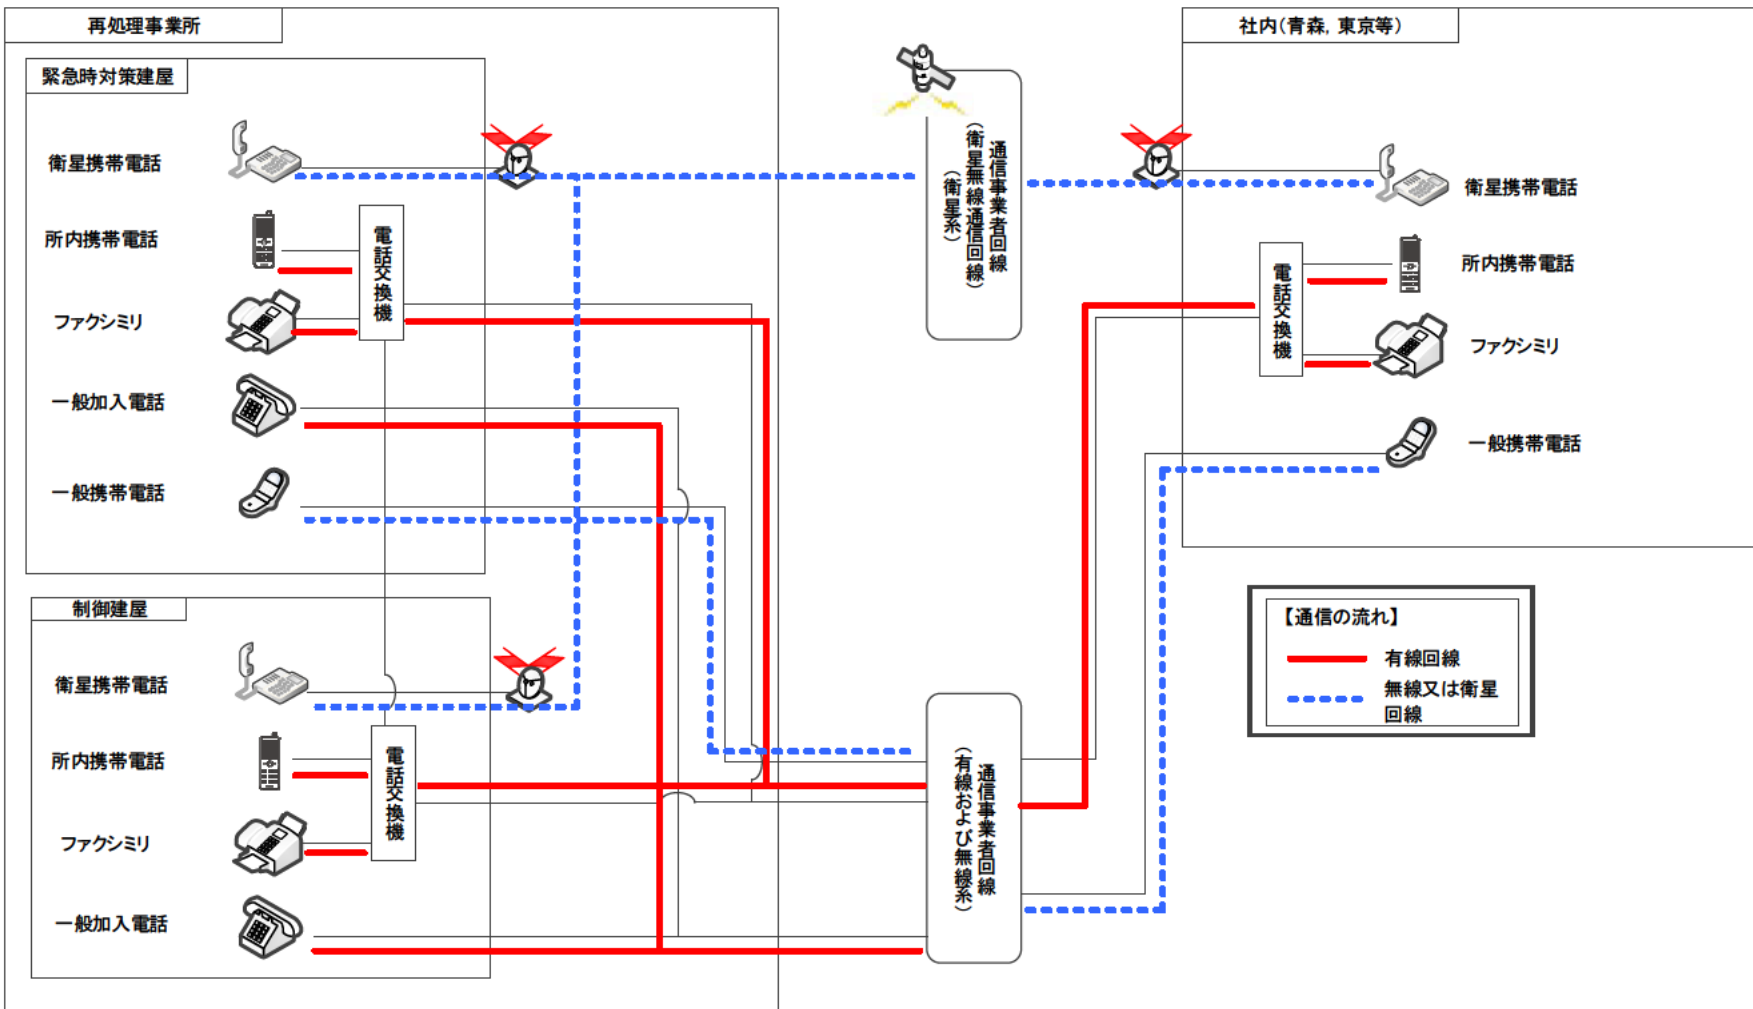 再処理事業所
緊急時対策建屋
衛星携帯電話
所内携帯電話
ファクシミリ
一般加入電話
一般携帯電話
電話交換機
制御建屋
衛星携帯電話
所内携帯電話
ファクシミリ
一般加入電話
電話交換機
通信事業者回線
(衛星無線通信回線)
(衛星系)
通信事業者回線
(有線および無線系)
社内(青森, 東京等)
衛星携帯電話
所内携帯電話
ファクシミリ
一般携帯電話
電話交換機
【通信の流れ】
有線回線
無線又は衛星
回線